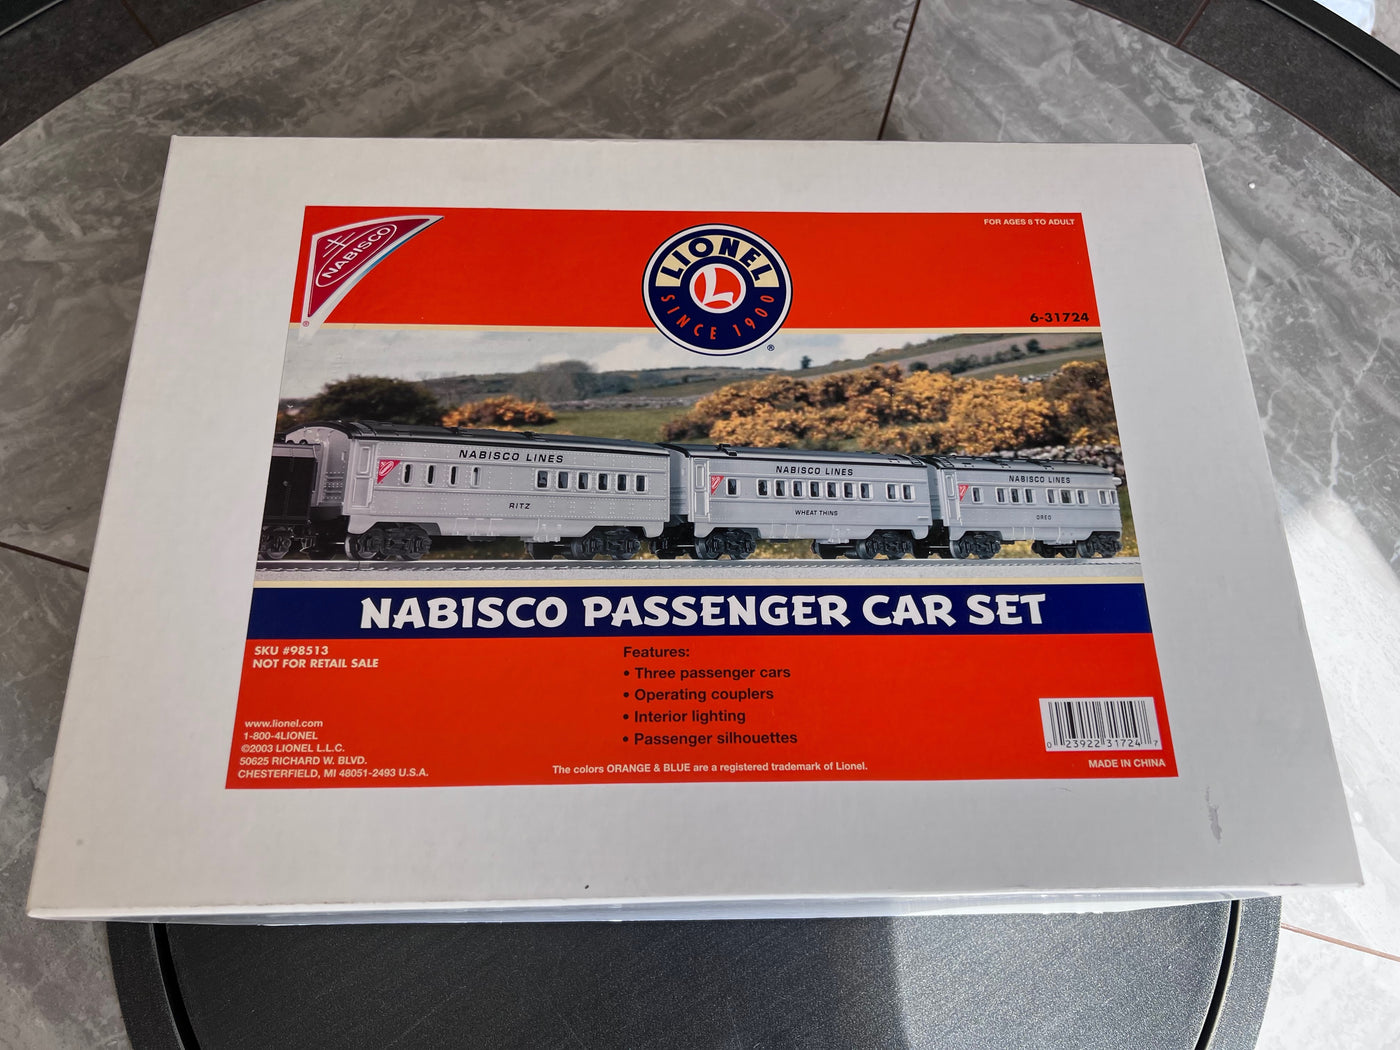 NABISCO
®
LIONEL
L
SINCE 1900
®
FOR AGES 8 TO ADULT
6-31724
NABISCO LINES
RITZ
NABISCO LINES
WHEAT THINS
NABISCO LINES
OREO
NABISCO PASSENGER CAR SET
SKU #98513
NOT FOR RETAIL SALE
www.lionel.com
1-800-4LIONEL
©2003 LIONEL L.L.C.
50625 RICHARD W. BLVD.
CHESTERFIELD, MI 48051-2493 U.S.A.
Features:
• Three passenger cars
• Operating couplers
• Interior lighting
• Passenger silhouettes
The colors ORANGE & BLUE are a registered trademark of Lionel.
0 23922 31724 7
MADE IN CHINA